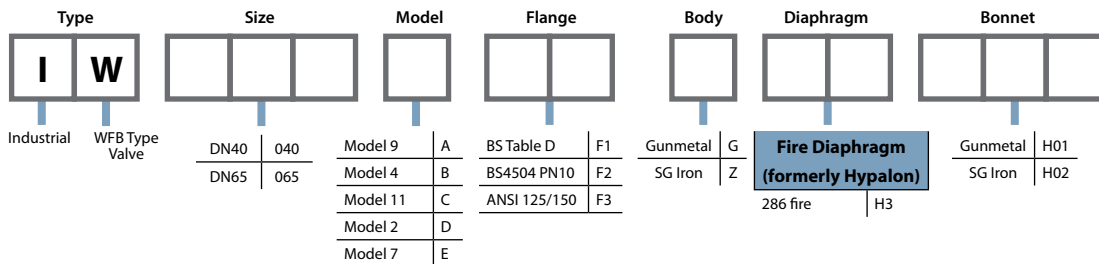 Type Size Model Flange Body Diaphragm Bonnet
I W
Industrial
WFB Type
Valve
DN40 040
DN65 065
Model 9 A
Model 4 B
Model 11 C
Model 2 D
Model 7 E
BS Table D F1
BS4504 PN10 F2
ANSI 125/150 F3
Gunmetal G
SG Iron Z
Fire Diaphragm
(formerly Hypalon)
286 fire H3
Gunmetal H01
SG Iron H02